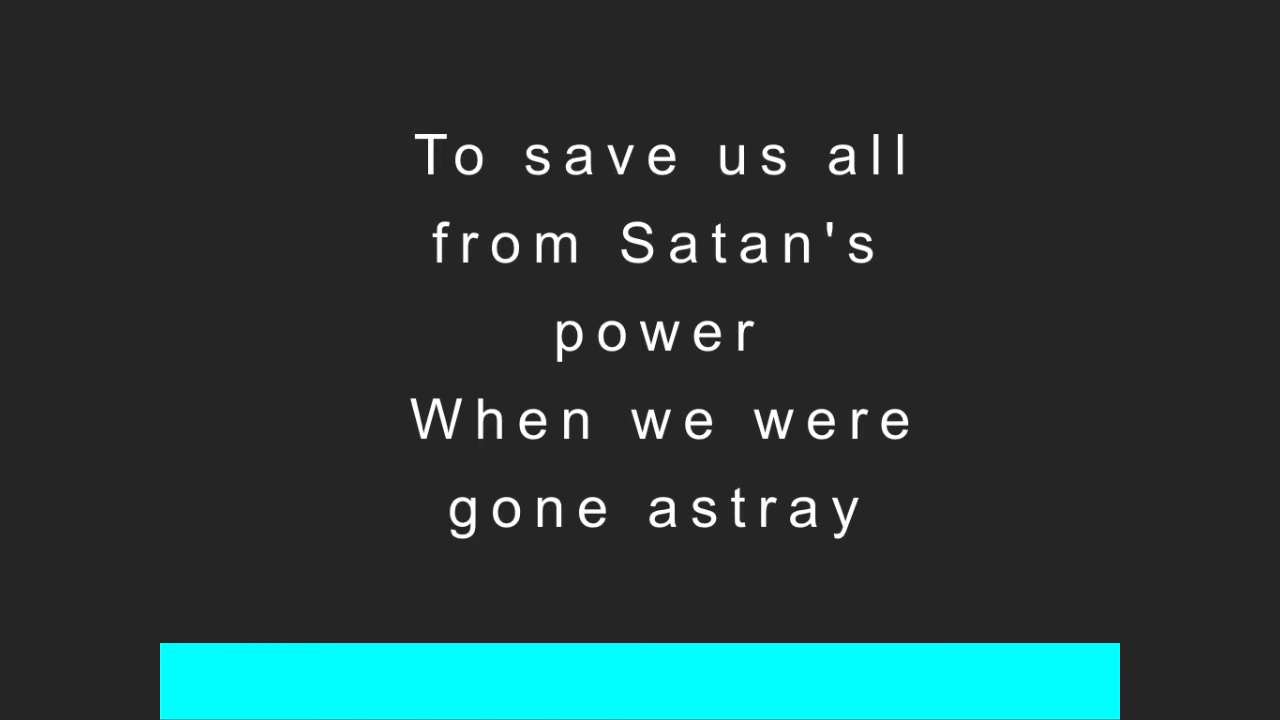 To save us all
from Satan's
power
When we were
gone astray